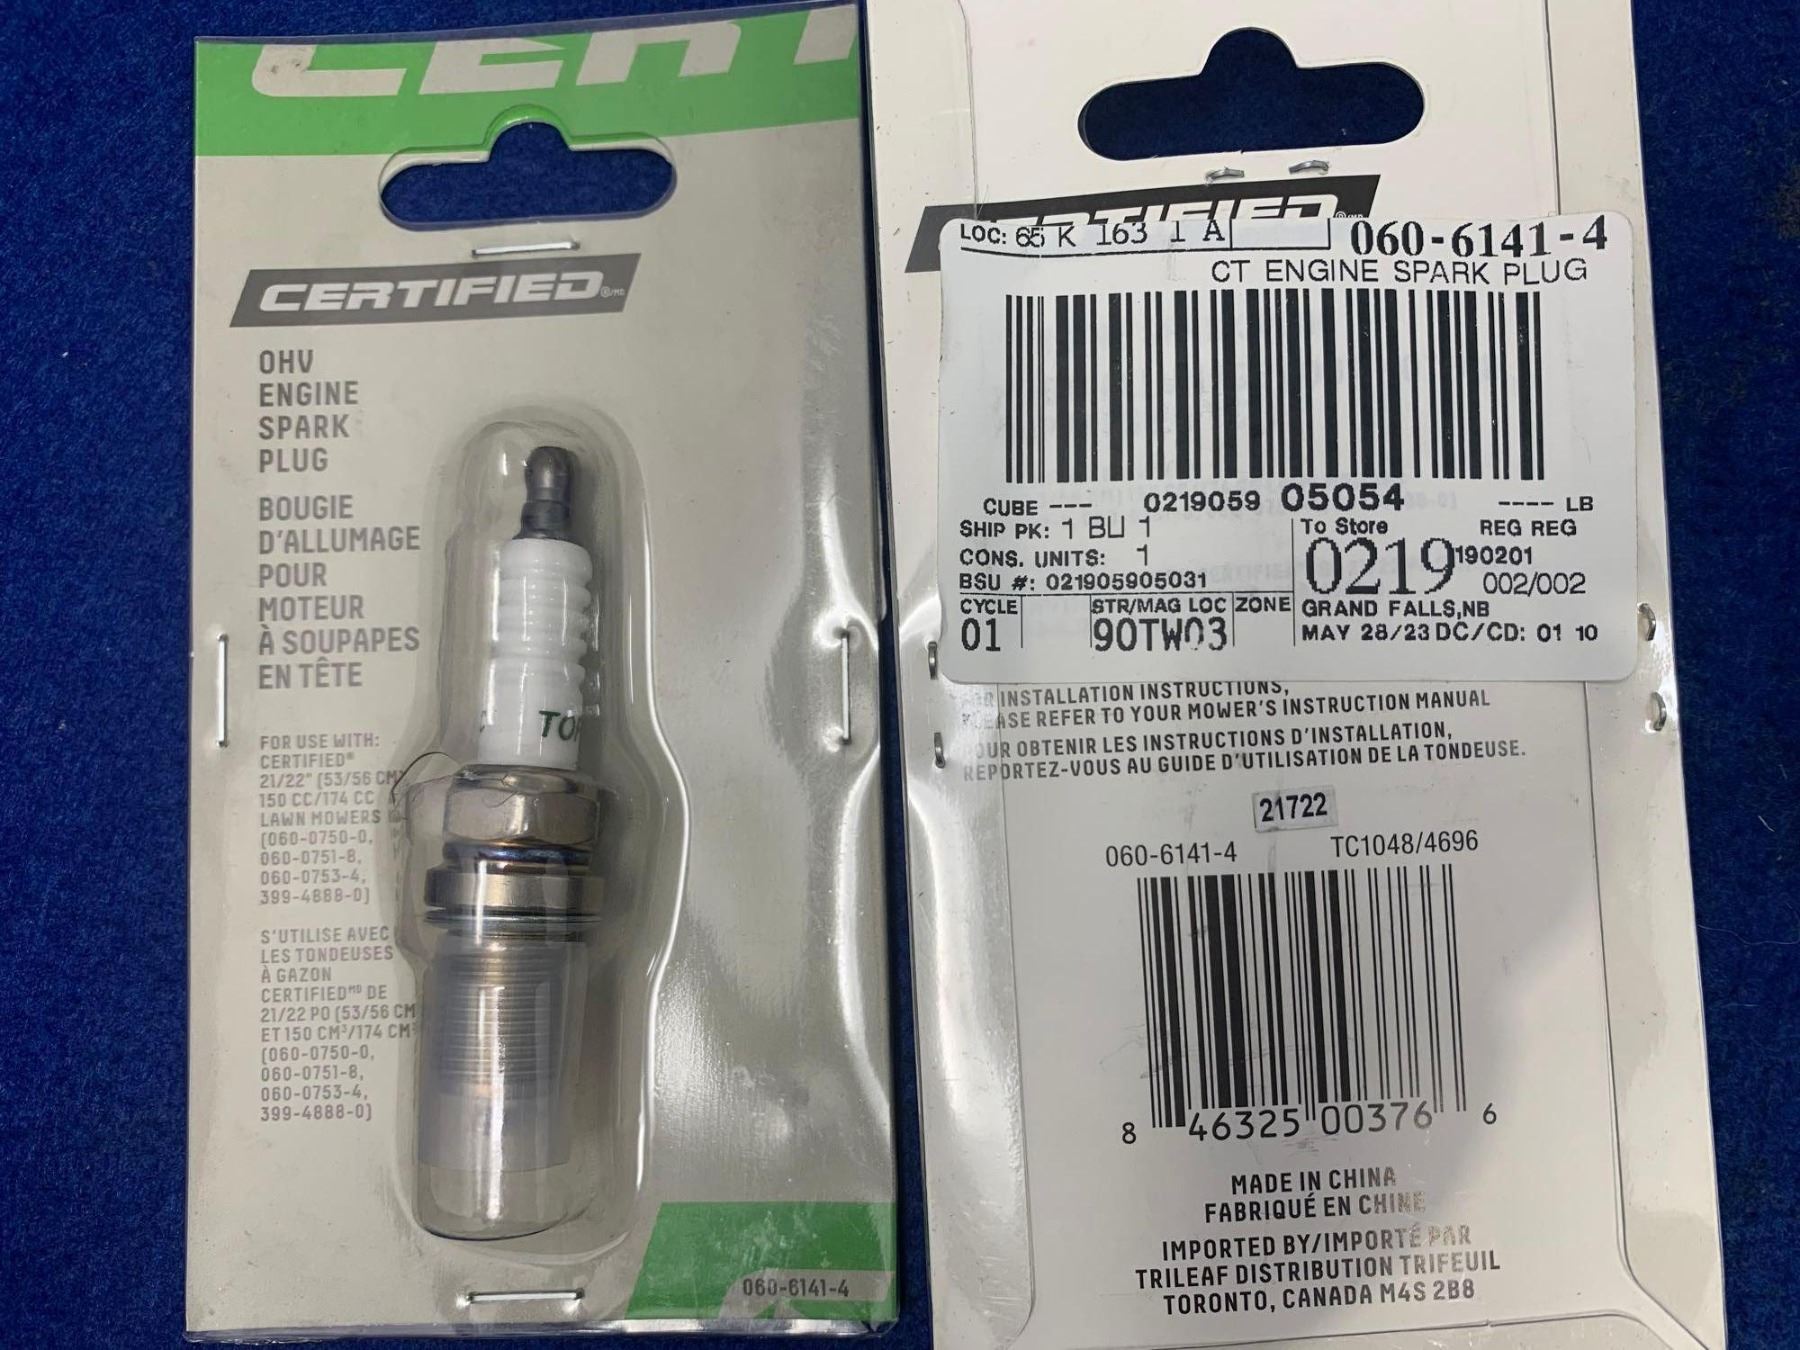 CERTIFIED®/MD
OHV
ENGINE
SPARK
PLUG
BOUGIE
D'ALLUMAGE
POUR
MOTEUR
À SOUPAPES
EN TÊTE
FOR USE WITH:
CERTIFIED®
21/22" (53/56 CM)
150 CC/174 CC
LAWN MOWERS
(060-0750-0,
060-0751-8,
060-0753-4,
399-4888-0)
S'UTILISE AVEC
LES TONDEUSES
À GAZON
CERTIFIEDMD DE
21/22 PO (53/56 CM
ET 150 CM³/174 CM³
(060-0750-0,
060-0751-8,
060-0753-4,
399-4888-0)
TOR
060-6141-4
CERTIFIED
LOC: 65 K 163 1 A
060-6141-4
CT ENGINE SPARK PLUG
CUBE --- 0219059 05054 ---- LB
SHIP PK: 1 BU 1
To Store
REG REG
CONS. UNITS: 1
0219
190201
BSU #: 021905905031
002/002
CYCLE
STR/MAG LOC
ZONE
GRAND FALLS,NB
01
90TW03
MAY 28/23 DC/CD: 01 10
INSTALLATION INSTRUCTIONS,
PLEASE REFER TO YOUR MOWER'S INSTRUCTION MANUAL
POUR OBTENIR LES INSTRUCTIONS D'INSTALLATION,
REPORTEZ-VOUS AU GUIDE D'UTILISATION DE LA TONDEUSE.
21722
060-6141-4 TC1048/4696
8 46325 00376 6
MADE IN CHINA
FABRIQUÉ EN CHINE
IMPORTED BY/IMPORTÉ PAR
TRILEAF DISTRIBUTION TRIFEUIL
TORONTO, CANADA M4S 2B8